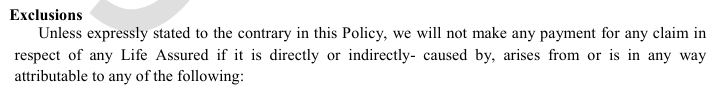 Exclusions
Unless expressly stated to the contrary in this Policy, we will not make any payment for any claim in
respect of any Life Assured if it is directly or indirectly- caused by, arises from or is in any way
attributable to any of the following: